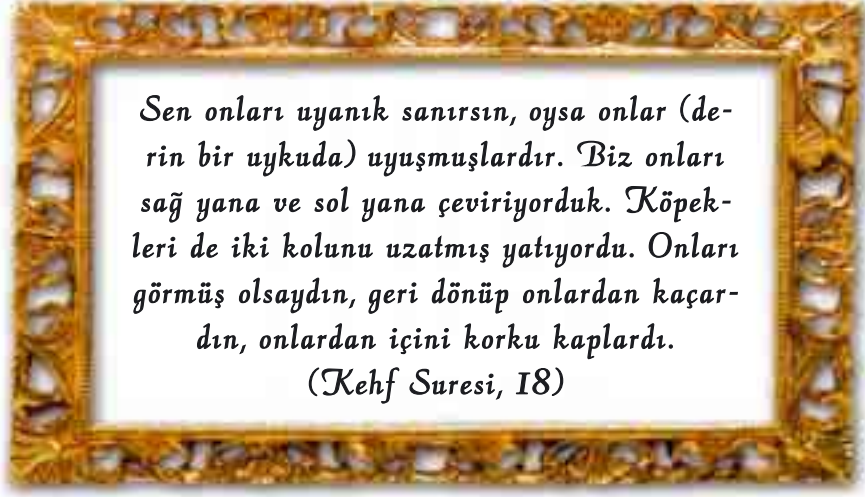 Sen onları uyanık sanırsın, oysa onlar (de-
rin bir uykuda) uyuşmuşlardır. Biz onları
sağ yana ve sol yana çeviriyorduk. Köpek-
leri de iki kolunu uzatmış yatıyordu. Onları
görmüş olsaydın, geri dönüp onlardan kaçar-
dın, onlardan içini korku kaplardı.
(Kehf Suresi, 18)